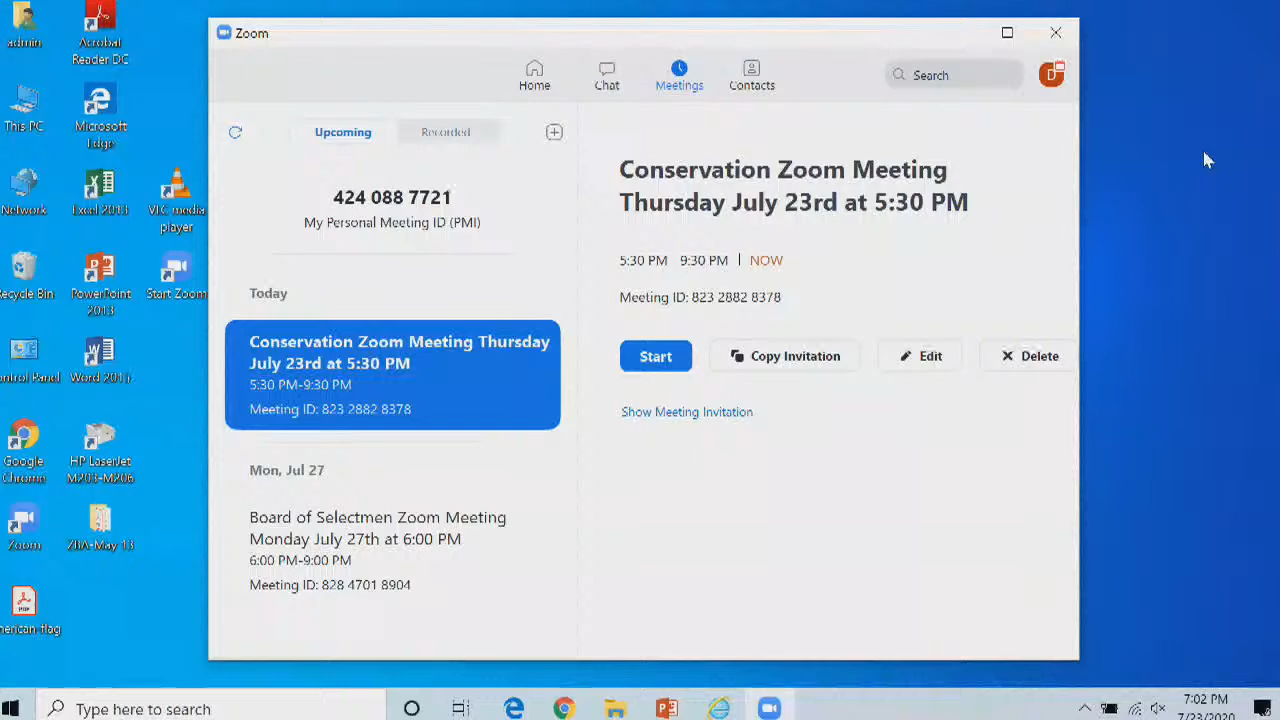 admin
Acrobat
Reader DC
This PC
Microsoft
Edge
Network
Excel 2013
VLC media
player
Recycle Bin
PowerPoint
2013
Start Zoom
ontrol Panel
Word 2013
Google
Chrome
HP LaserJet
M203-M206
Zoom
ZBA-May 13
PDF
merican-flag
Zoom
Home
Chat
Meetings
Contacts
Search
D
Upcoming
Recorded
424 088 7721
My Personal Meeting ID (PMI)
Today
Conservation Zoom Meeting Thursday
July 23rd at 5:30 PM
5:30 PM-9:30 PM
Meeting ID: 823 2882 8378
Mon, Jul 27
Board of Selectmen Zoom Meeting
Monday July 27th at 6:00 PM
6:00 PM-9:00 PM
Meeting ID: 828 4701 8904
Conservation Zoom Meeting
Thursday July 23rd at 5:30 PM
5:30 PM 9:30 PM | NOW
Meeting ID: 823 2882 8378
Start
Copy Invitation
Edit
Delete
Show Meeting Invitation
Type here to search
7:02 PM
7/23/2020